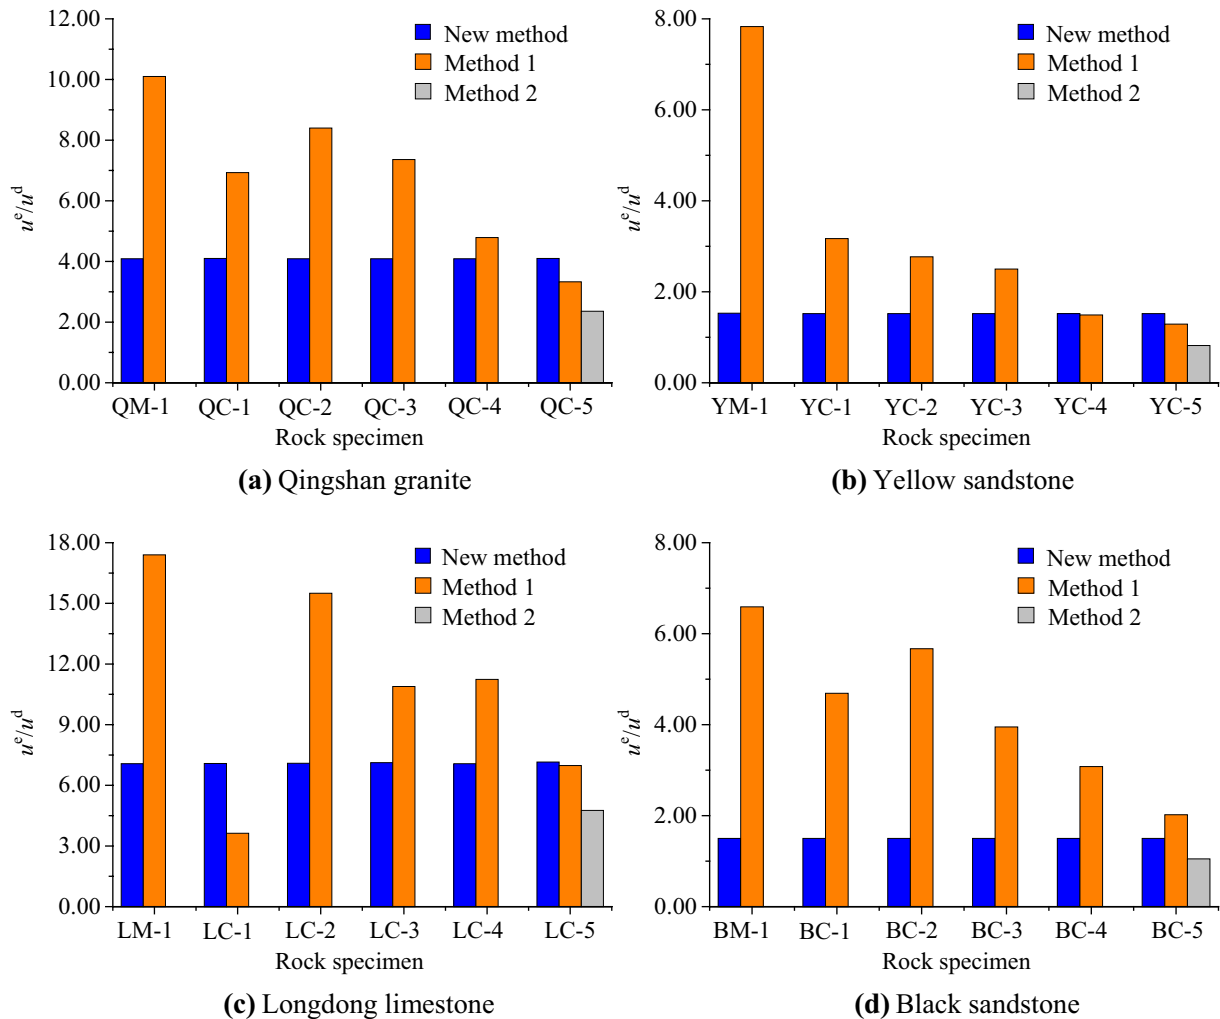 12.00
10.00
8.00
6.00
4.00
2.00
0.00
u^e/u^d
New method
Method 1
Method 2
QM-1 QC-1 QC-2 QC-3 QC-4 QC-5
Rock specimen
(a) Qingshan granite
8.00
6.00
4.00
2.00
0.00
u^e/u^d
New method
Method 1
Method 2
YM-1 YC-1 YC-2 YC-3 YC-4 YC-5
Rock specimen
(b) Yellow sandstone
18.00
15.00
12.00
9.00
6.00
3.00
0.00
u^e/u^d
New method
Method 1
Method 2
LM-1 LC-1 LC-2 LC-3 LC-4 LC-5
Rock specimen
(c) Longdong limestone
8.00
6.00
4.00
2.00
0.00
u^e/u^d
New method
Method 1
Method 2
BM-1 BC-1 BC-2 BC-3 BC-4 BC-5
Rock specimen
(d) Black sandstone